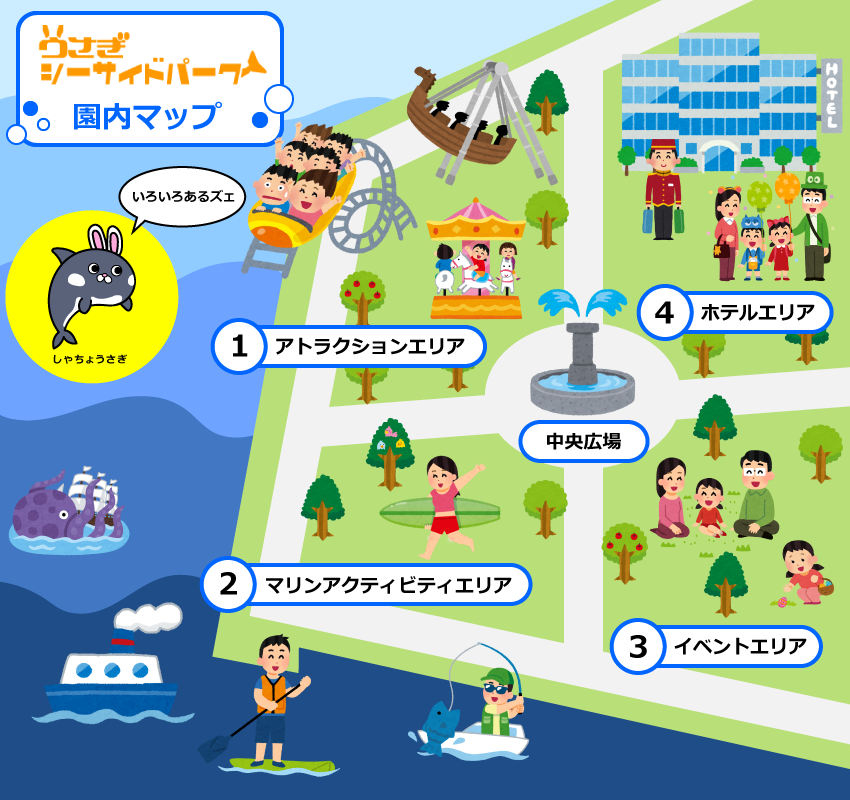 うさぎ
シーサイドパーク
園内マップ
いろいろあるズェ
しゃちょうさぎ
HOTEL
1 アトラクションエリア
4 ホテルエリア
中央広場
2 マリンアクティビティエリア
3 イベントエリア